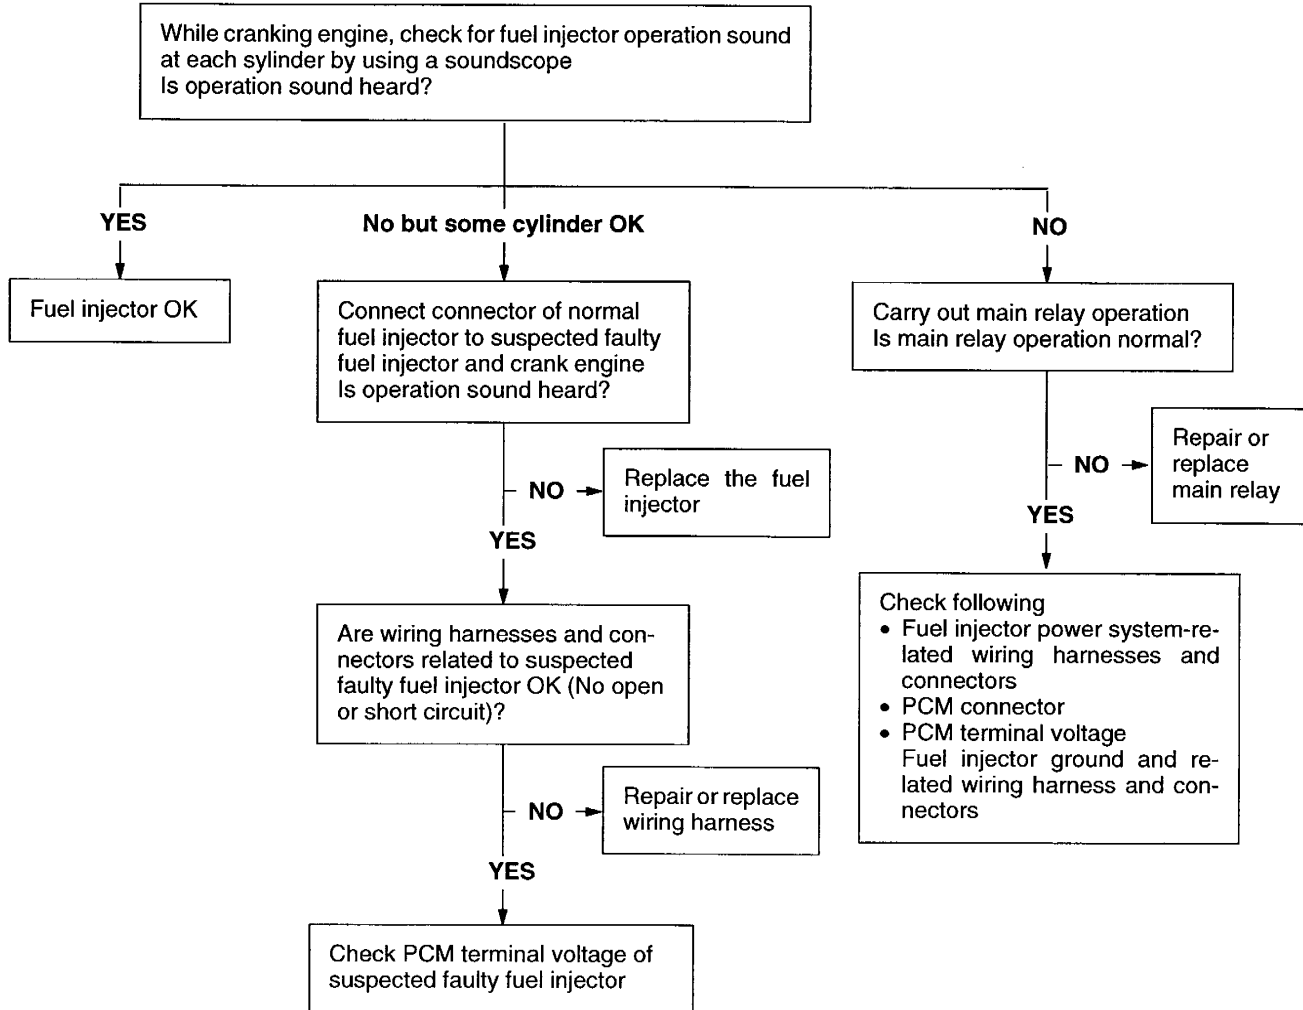 While cranking engine, check for fuel injector operation sound
at each sylinder by using a soundscope
Is operation sound heard?
YES
No but some cylinder OK
NO
Fuel injector OK
Connect connector of normal
fuel injector to suspected faulty
fuel injector and crank engine
Is operation sound heard?
Carry out main relay operation
Is main relay operation normal?
NO
Repair or
replace
main relay
NO
Replace the fuel
injector
YES
YES
Are wiring harnesses and con-
nectors related to suspected
faulty fuel injector OK (No open
or short circuit)?
Check following
• Fuel injector power system-re-
lated wiring harnesses and
connectors
• PCM connector
• PCM terminal voltage
Fuel injector ground and re-
lated wiring harness and con-
nectors
NO
Repair or replace
wiring harness
YES
Check PCM terminal voltage of
suspected faulty fuel injector